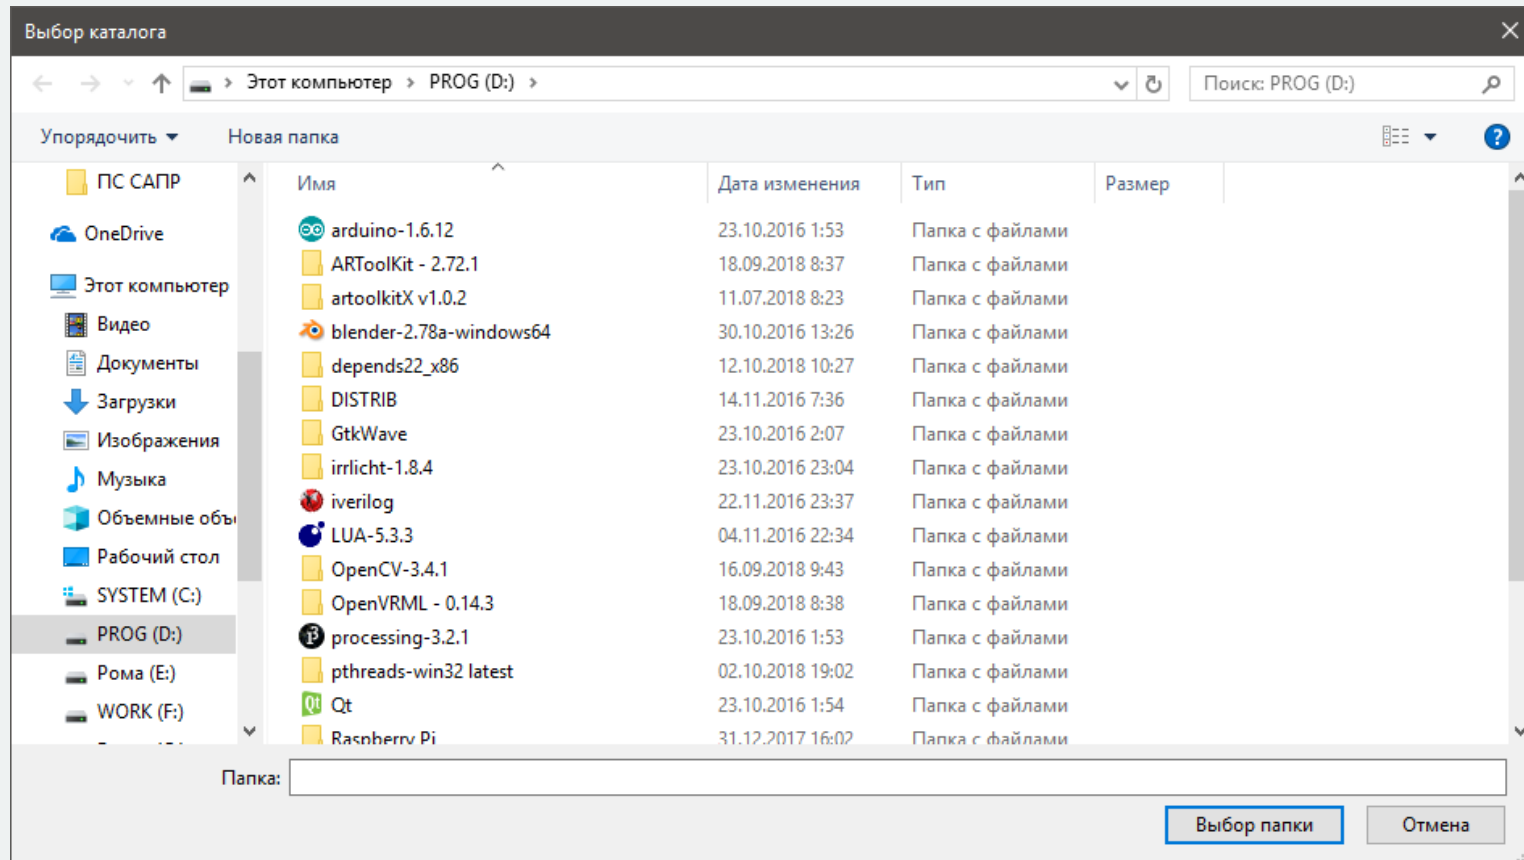 Выбор каталога
Этот компьютер PROG (D:)
Поиск: PROG (D:)
Упорядочить Новая папка
ПС САПР
OneDrive
Этот компьютер
Видео
Документы
Загрузки
Изображения
Музыка
Объемные объ
Рабочий стол
SYSTEM (C:)
PROG (D:)
Рома (E:)
WORK (F:)
Имя Дата изменения Тип Размер
arduino-1.6.12 23.10.2016 1:53 Папка с файлами
ARToolKit - 2.72.1 18.09.2018 8:37 Папка с файлами
artoolkitX v1.0.2 11.07.2018 8:23 Папка с файлами
blender-2.78a-windows64 30.10.2016 13:26 Папка с файлами
depends22_x86 12.10.2018 10:27 Папка с файлами
DISTRIB 14.11.2016 7:36 Папка с файлами
GtkWave 23.10.2016 2:07 Папка с файлами
irrlicht-1.8.4 23.10.2016 23:04 Папка с файлами
iverilog 22.11.2016 23:37 Папка с файлами
LUA-5.3.3 04.11.2016 22:34 Папка с файлами
OpenCV-3.4.1 16.09.2018 9:43 Папка с файлами
OpenVRML - 0.14.3 18.09.2018 8:38 Папка с файлами
processing-3.2.1 23.10.2016 1:53 Папка с файлами
pthreads-win32 latest 02.10.2018 19:02 Папка с файлами
Qt 23.10.2016 1:54 Папка с файлами
Raspberry Pi 31.12.2017 16:02 Папка с файлами
Папка:
Выбор папки Отмена